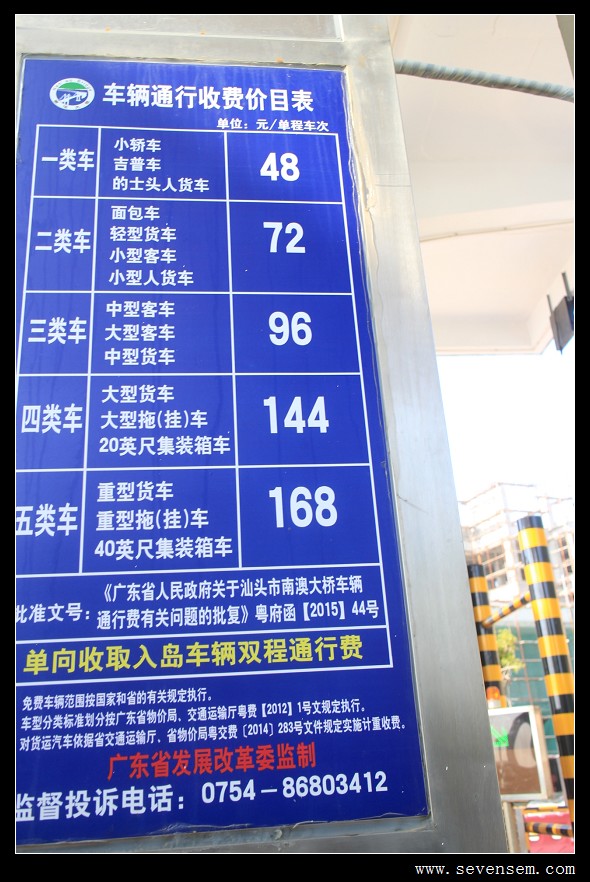 车辆通行收费价目表
单位：元/单程车次
一类车
小轿车
吉普车
的士头人货车
48
二类车
面包车
轻型货车
小型客车
小型人货车
72
三类车
中型客车
大型客车
中型货车
96
四类车
大型货车
大型拖(挂)车
20英尺集装箱车
144
五类车
重型货车
重型拖(挂)车
40英尺集装箱车
168
批准文号：
《广东省人民政府关于汕头市南澳大桥车辆
通行费有关问题的批复》粤府函【2015】44号
单向收取入岛车辆双程通行费
免费车辆范围按国家和省的有关规定执行。
车型分类标准划分按广东省物价局、交通运输厅粤费【2012】1号文规定执行。
对货运汽车依据省交通运输厅、省物价局粤交费〔2014〕283号文件规定实施计重收费。
广东省发展改革委监制
监督投诉电话：0754－86803412
www.sevensem.com